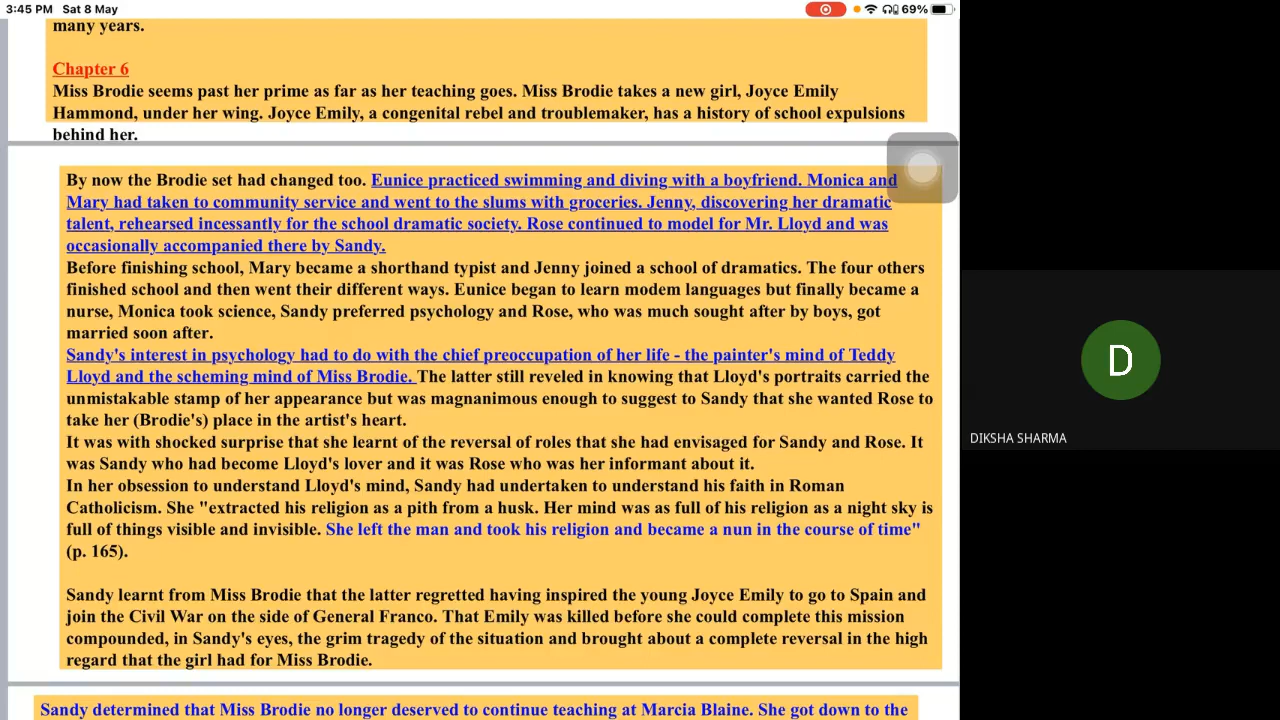 3:45 PM Sat 8 May
69%
many years.
Chapter 6
Miss Brodie seems past her prime as far as her teaching goes. Miss Brodie takes a new girl, Joyce Emily
Hammond, under her wing. Joyce Emily, a congenital rebel and troublemaker, has a history of school expulsions
behind her.
By now the Brodie set had changed too. Eunice practiced swimming and diving with a boyfriend. Monica and
Mary had taken to community service and went to the slums with groceries. Jenny, discovering her dramatic
talent, rehearsed incessantly for the school dramatic society. Rose continued to model for Mr. Lloyd and was
occasionally accompanied there by Sandy.
Before finishing school, Mary became a shorthand typist and Jenny joined a school of dramatics. The four others
finished school and then went their different ways. Eunice began to learn modem languages but finally became a
nurse, Monica took science, Sandy preferred psychology and Rose, who was much sought after by boys, got
married soon after.
Sandy's interest in psychology had to do with the chief preoccupation of her life - the painter's mind of Teddy
Lloyd and the scheming mind of Miss Brodie. The latter still reveled in knowing that Lloyd's portraits carried the
unmistakable stamp of her appearance but was magnanimous enough to suggest to Sandy that she wanted Rose to
take her (Brodie's) place in the artist's heart.
It was with shocked surprise that she learnt of the reversal of roles that she had envisaged for Sandy and Rose. It
was Sandy who had become Lloyd's lover and it was Rose who was her informant about it.
In her obsession to understand Lloyd's mind, Sandy had undertaken to understand his faith in Roman
Catholicism. She "extracted his religion as a pith from a husk. Her mind was as full of his religion as a night sky is
full of things visible and invisible. She left the man and took his religion and became a nun in the course of time"
(p. 165).
Sandy learnt from Miss Brodie that the latter regretted having inspired the young Joyce Emily to go to Spain and
join the Civil War on the side of General Franco. That Emily was killed before she could complete this mission
compounded, in Sandy's eyes, the grim tragedy of the situation and brought about a complete reversal in the high
regard that the girl had for Miss Brodie.
Sandy determined that Miss Brodie no longer deserved to continue teaching at Marcia Blaine. She got down to the
D
DIKSHA SHARMA